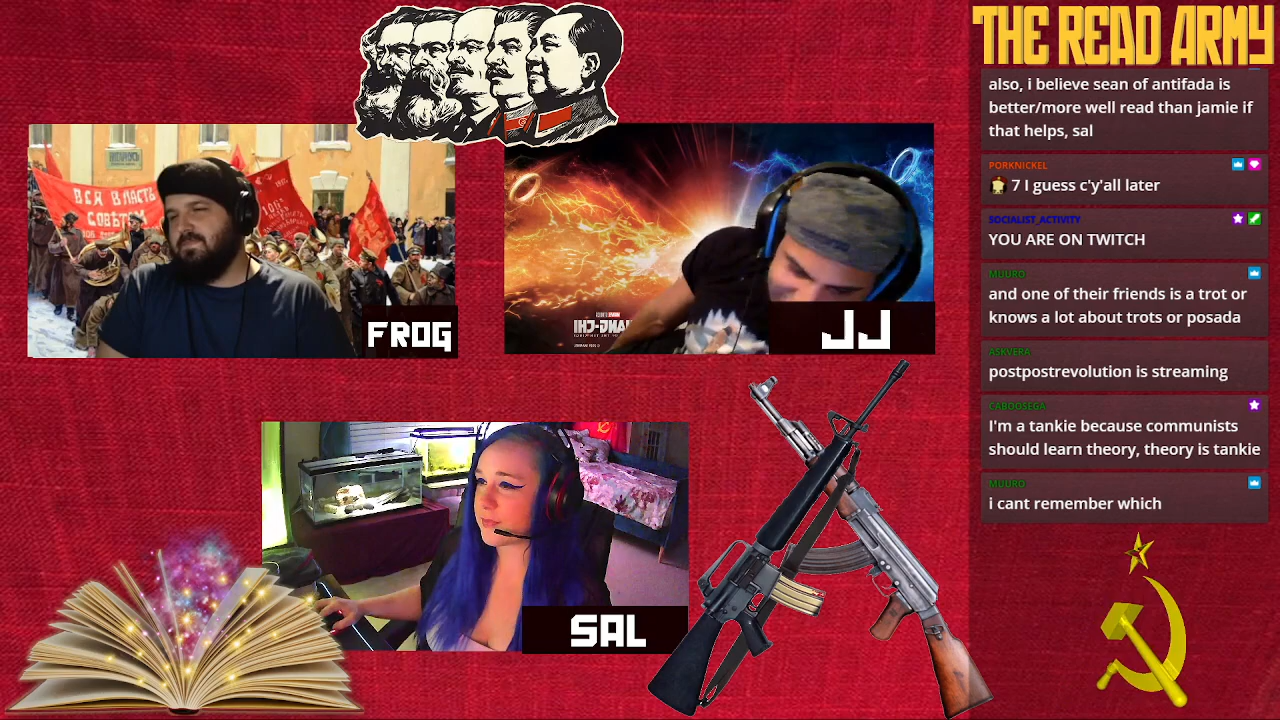 THE READ ARMY
also, i believe sean of antifada is
better/more well read than jamie if
that helps, sal
PORKNICKEL
7 I guess c'y'all later
SOCIALIST_ACTIVITY
YOU ARE ON TWITCH
MUURO
and one of their friends is a trot or
knows a lot about trots or posada
ASKVERA
postpostrevolution is streaming
CABDOSEGA
I'm a tankie because communists
should learn theory, theory is tankie
MUURO
i cant remember which
ВСЯ ВЛАСТЬ
СОВѢТАМ
FROG
JJ
SAL